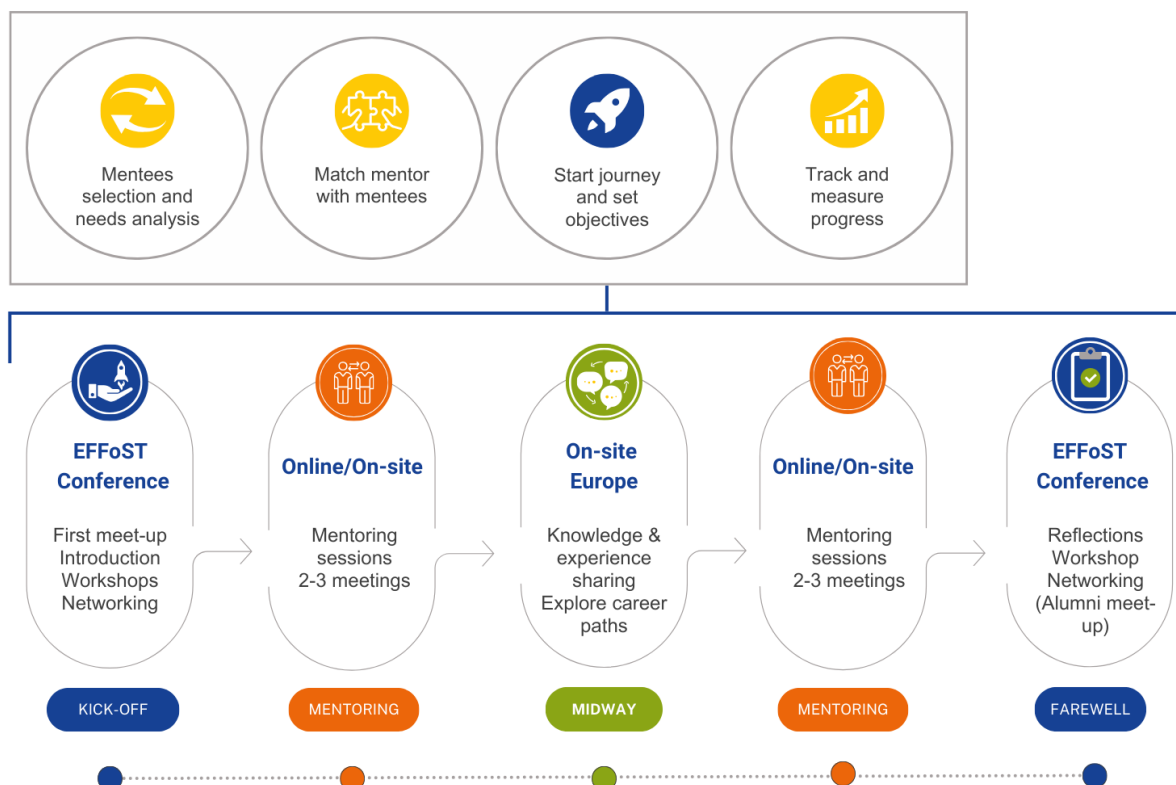 Mentees
selection and
needs analysis
Match mentor
with mentees
Start journey
and set
objectives
Track and
measure
progress
EFFoST
Conference
First meet-up
Introduction
Workshops
Networking
KICK-OFF
Online/On-site
Mentoring
sessions
2-3 meetings
MENTORING
On-site
Europe
Knowledge &
experience
sharing
Explore career
paths
MIDWAY
Online/On-site
Mentoring
sessions
2-3 meetings
MENTORING
EFFoST
Conference
Reflections
Workshop
Networking
(Alumni meet-
up)
FAREWELL